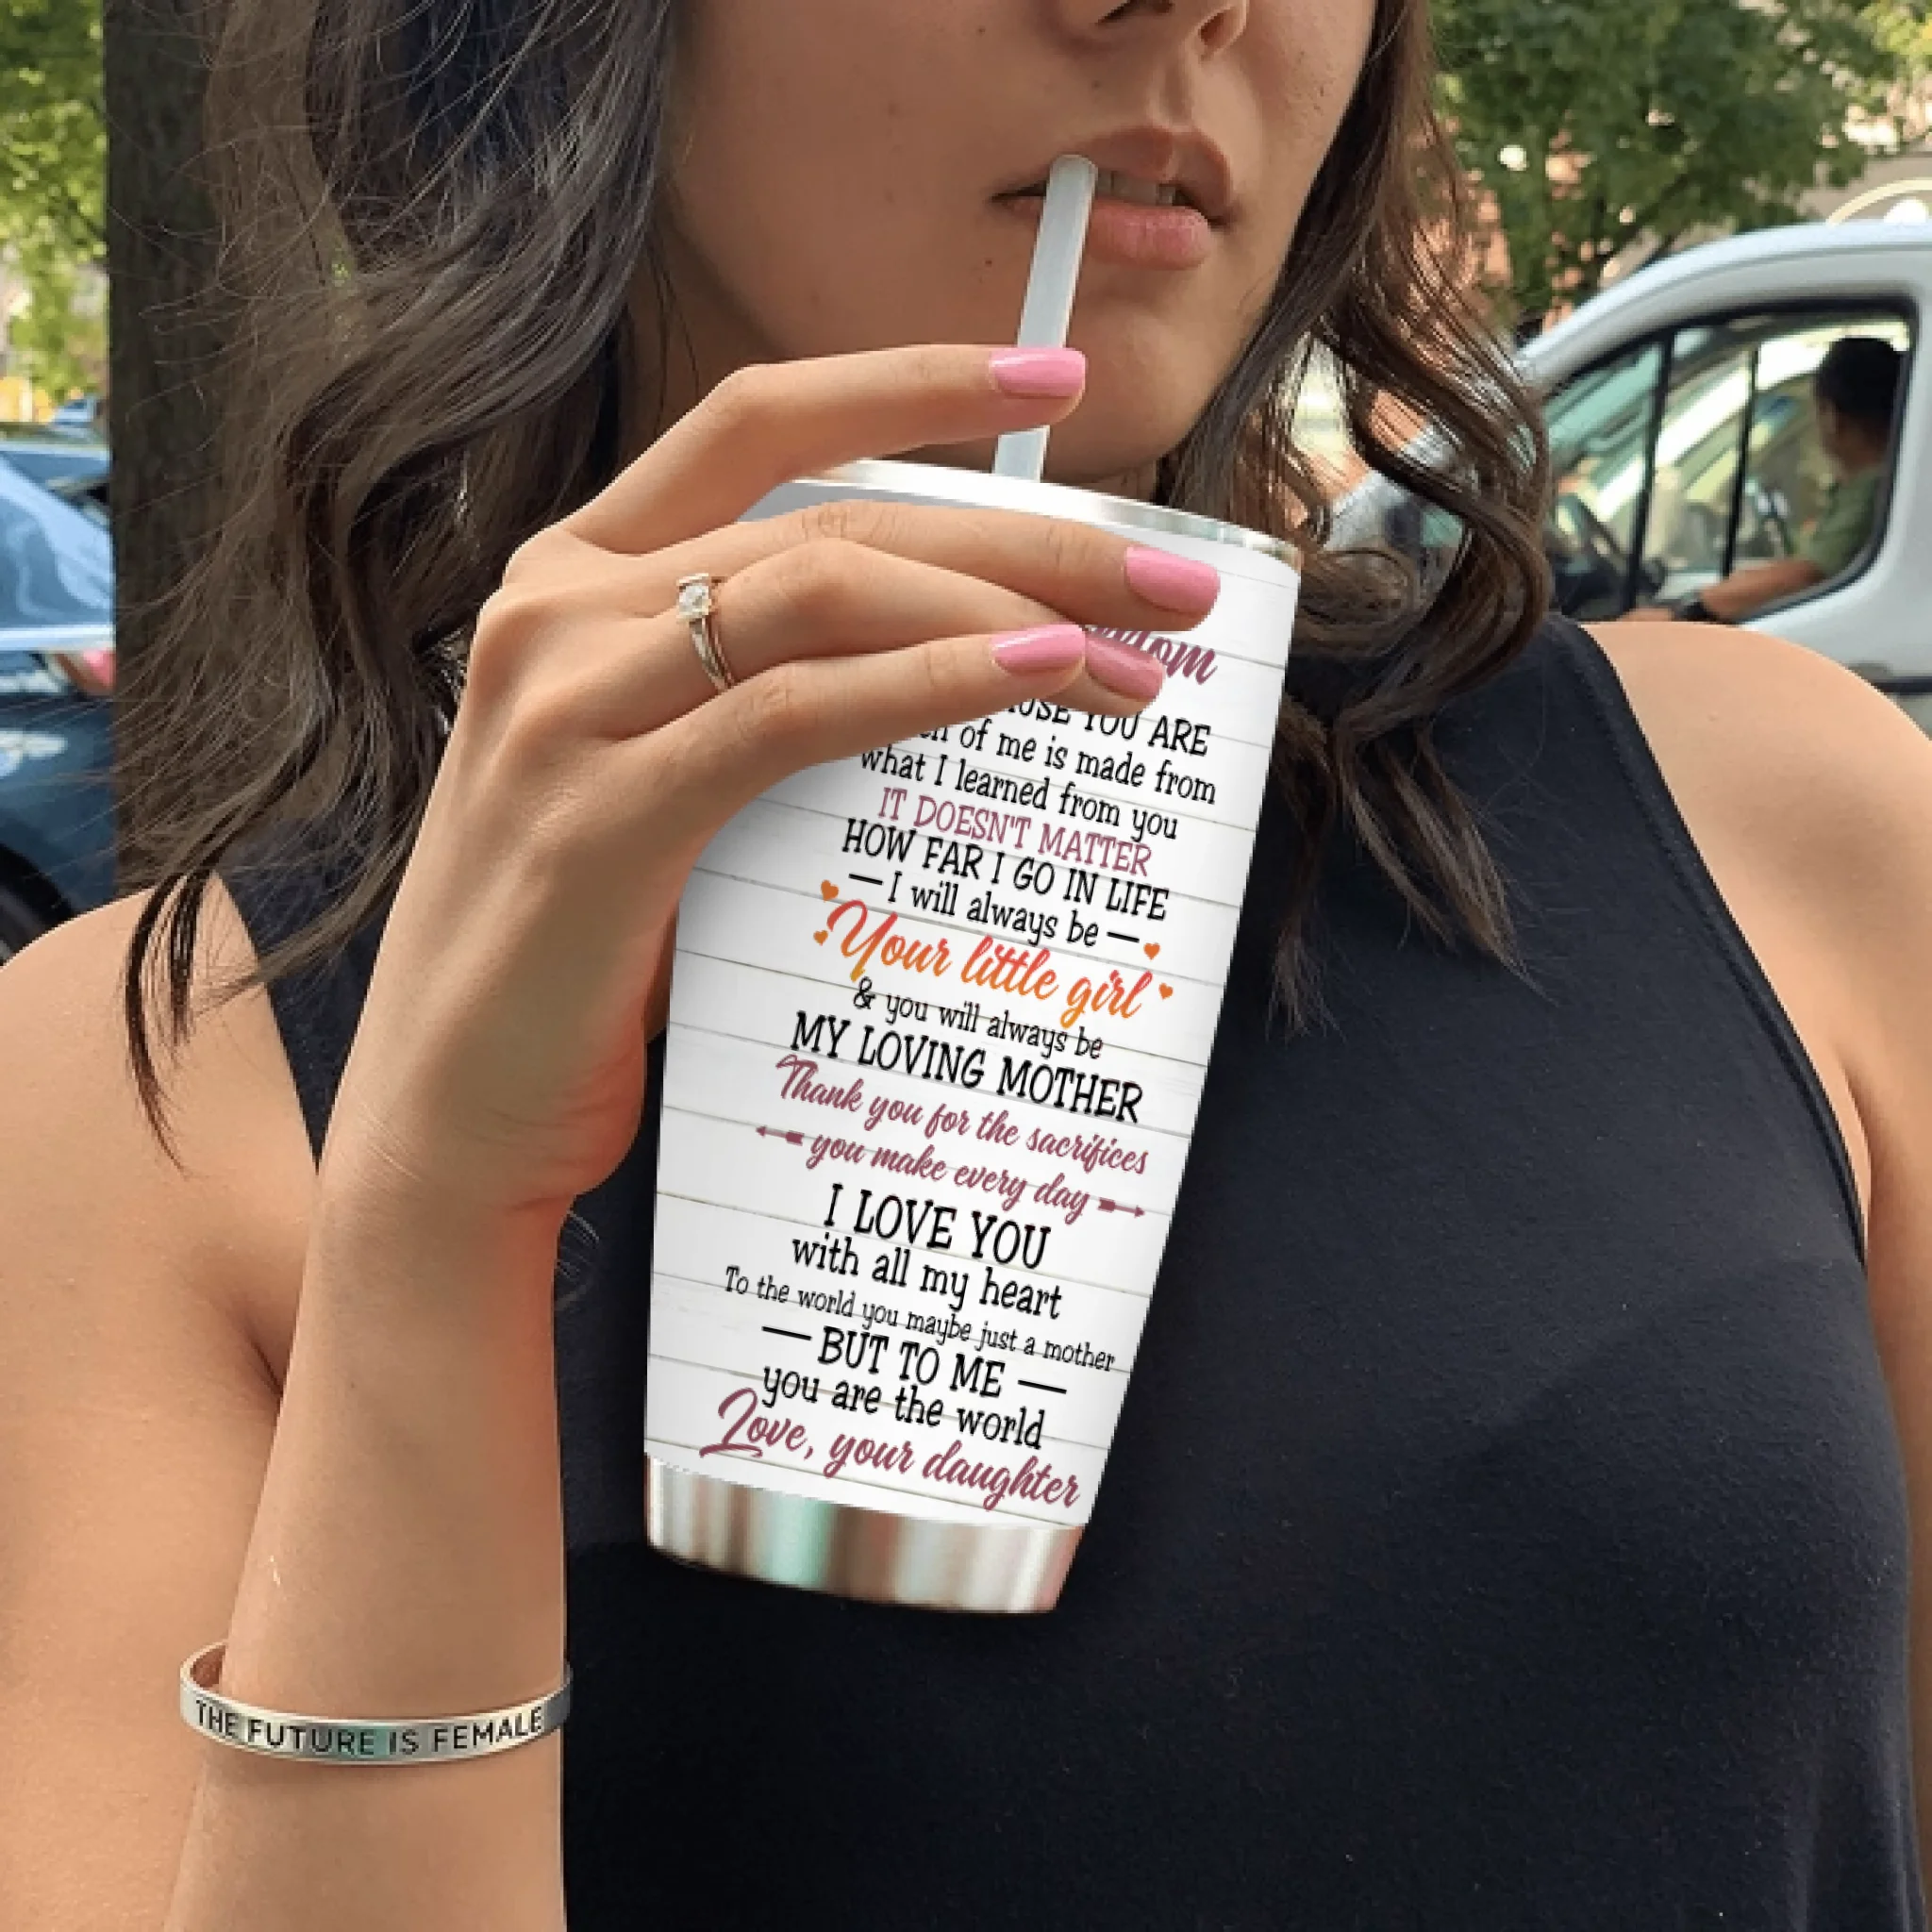 Mom
YOU ARE
of me is made from
what I learned from you
IT DOESN'T MATTER
HOW FAR I GO IN LIFE
— I will always be —
Your little girl
& you will always be
MY LOVING MOTHER
Thank you for the sacrifices
you make every day
I LOVE YOU
with all my heart
To the world you maybe just a mother
— BUT TO ME —
you are the world
Love, your daughter
THE FUTURE IS FEMALE